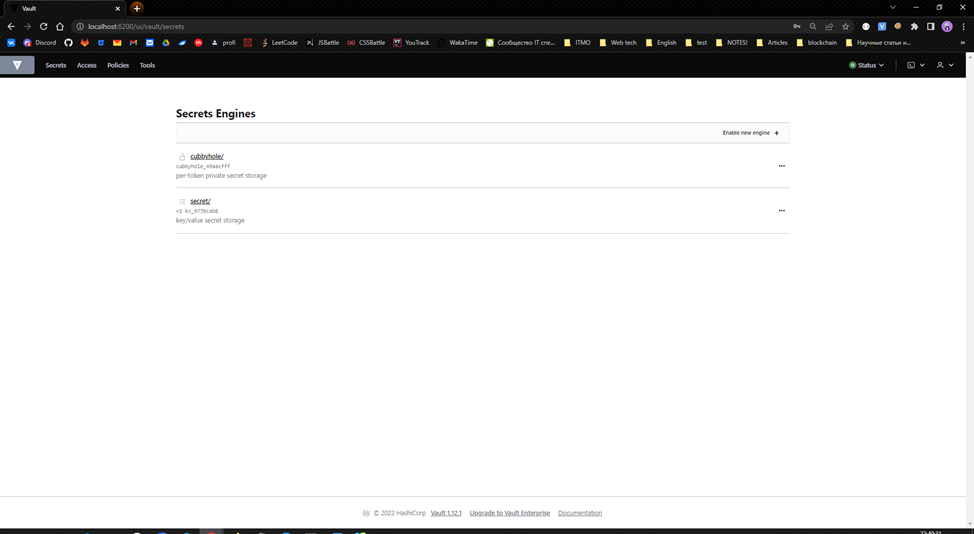 Vault
localhost:8200/ui/vault/secrets
Discord profi LeetCode JSBattle CSSBattle YouTrack WakaTime Сообщество IT спе... ITMO Web tech English test NOTES! Articles blockchain Научные статьи и... »
Secrets Access Policies Tools Status
Secrets Engines
Enable new engine +
cubbyhole/
per-token private secret storage
secret/
v2 kv_977bcab8
key/value secret storage
© 2022 HashiCorp Vault 1.12.1 Upgrade to Vault Enterprise Documentation